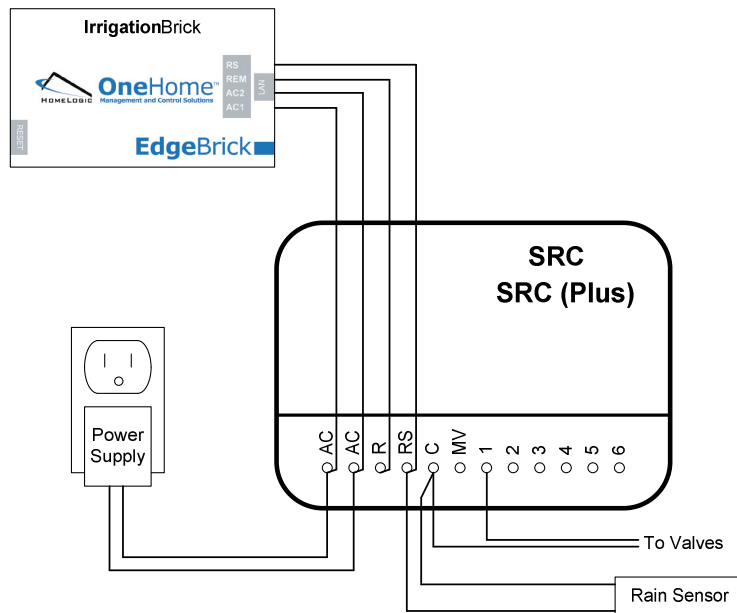 IrrigationBrick
RS
REM
AC2
AC1
LAN
HOMELOGIC
OneHome™
Management and Control Solutions
RESET
EdgeBrick
SRC
SRC (Plus)
Power
Supply
AC
AC
R
RS
C
MV
1
2
3
4
5
6
To Valves
Rain Sensor